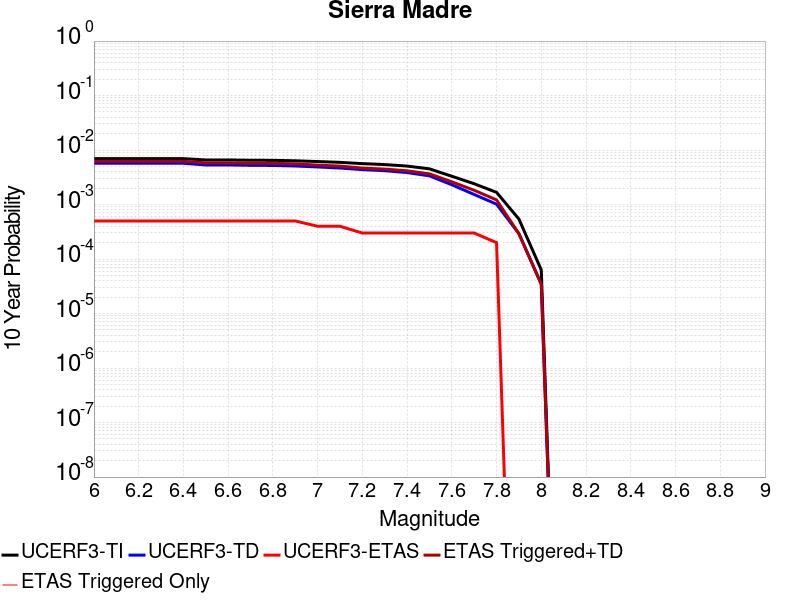 Sierra Madre
10 0
10 -1
10 -2
10 -3
10 -4
10 -5
10 -6
10 -7
10 -8
10 Year Probability
6 6.2 6.4 6.6 6.8 7 7.2 7.4 7.6 7.8 8 8.2 8.4 8.6 8.8 9
Magnitude
UCERF3-TI UCERF3-TD UCERF3-ETAS ETAS Triggered+TD
ETAS Triggered Only